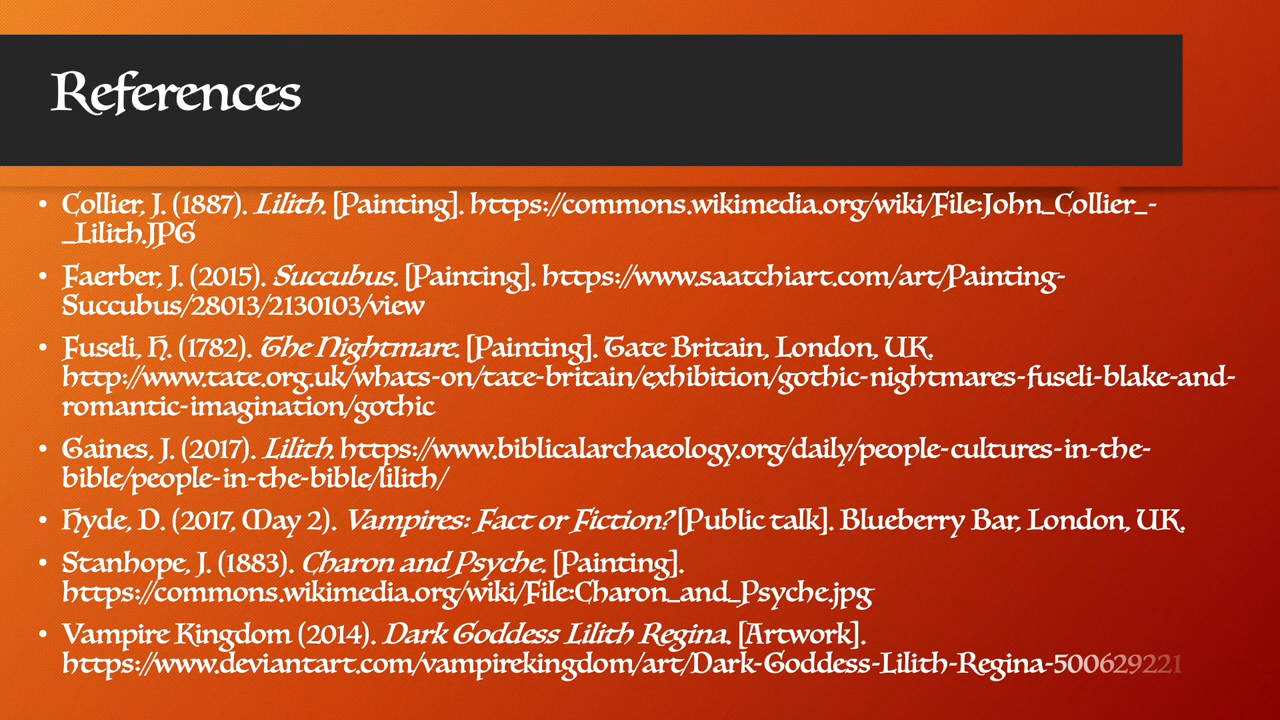 References
• Collier, J. (1887). Lilith. [Painting]. https://commons.wikimedia.org/wiki/File:John_Collier_-
_Lilith.JPG
• Faerber, J. (2015). Succubus. [Painting]. https://www.saatchiart.com/art/Painting-
Succubus/28013/2130103/view
• Fuseli, H. (1782). The Nightmare. [Painting]. Tate Britain, London, UK.
http://www.tate.org.uk/whats-on/tate-britain/exhibition/gothic-nightmares-fuseli-blake-and-
romantic-imagination/gothic
• Gaines, J. (2017). Lilith. https://www.biblicalarchaeology.org/daily/people-cultures-in-the-
bible/people-in-the-bible/lilith/
• Hyde, D. (2017, May 2). Vampires: Fact or Fiction? [Public talk]. Blueberry Bar, London, UK.
• Stanhope, J. (1883). Charon and Psyche. [Painting].
https://commons.wikimedia.org/wiki/File:Charon_and_Psyche.jpg
• Vampire Kingdom (2014). Dark Goddess Lilith Regina. [Artwork].
https://www.deviantart.com/vampirekingdom/art/Dark-Goddess-Lilith-Regina-500629221